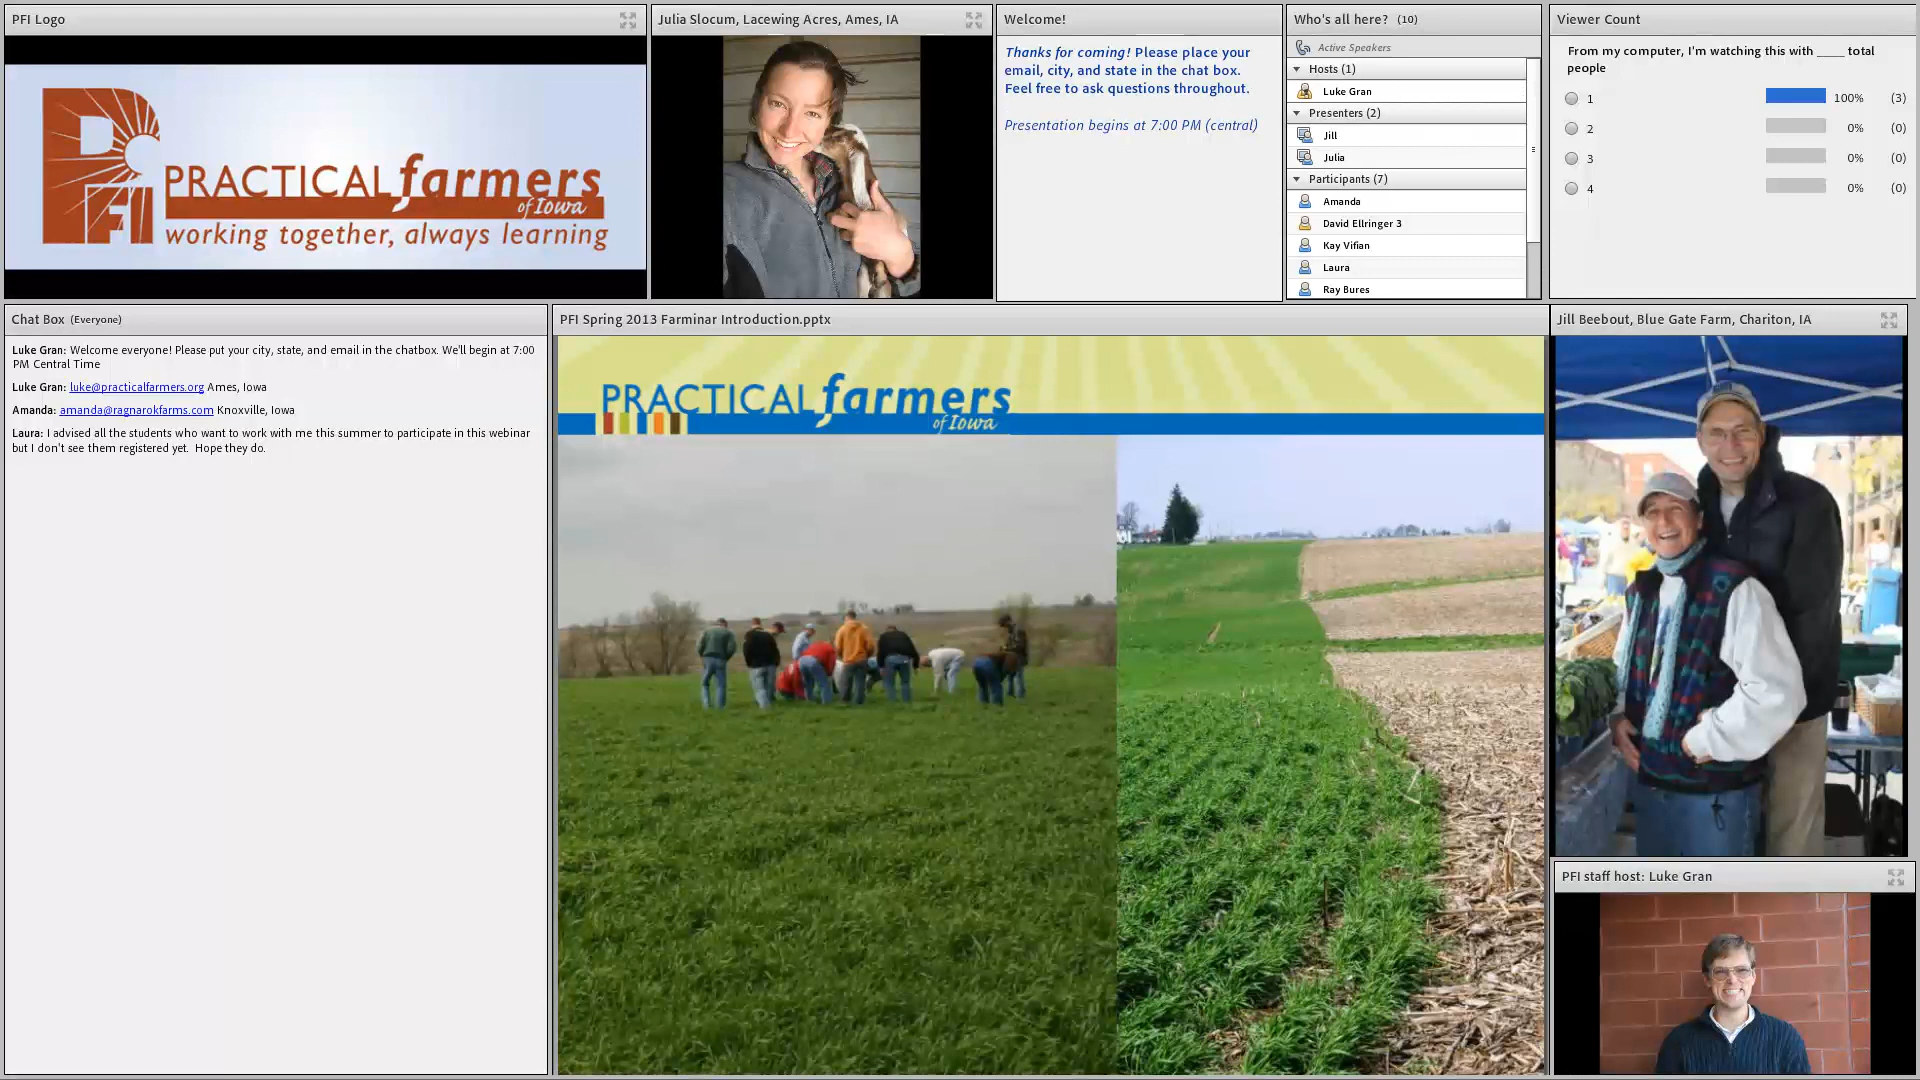 PFI Logo
PRACTICAL farmers
of Iowa
PFI
working together, always learning
Julia Slocum, Lacewing Acres, Ames, IA
Welcome!
Thanks for coming! Please place your
email, city, and state in the chat box.
Feel free to ask questions throughout.
Presentation begins at 7:00 PM (central)
Who's all here? (10)
Active Speakers
Hosts (1)
Luke Gran
Presenters (2)
Jill
Julia
Participants (7)
Amanda
David Ellringer 3
Kay Vifian
Laura
Ray Bures
Viewer Count
From my computer, I'm watching this with ____ total
people
1 100% (3)
2 0% (0)
3 0% (0)
4 0% (0)
Chat Box (Everyone)
Luke Gran: Welcome everyone! Please put your city, state, and email in the chatbox. We'll begin at 7:00
PM Central Time
Luke Gran: luke@practicalfarmers.org Ames, Iowa
Amanda: amanda@ragnarokfarms.com Knoxville, Iowa
Laura: I advised all the students who want to work with me this summer to participate in this webinar
but I don't see them registered yet. Hope they do.
PFI Spring 2013 Farminar Introduction.pptx
PRACTICAL farmers
of Iowa
Jill Beebout, Blue Gate Farm, Chariton, IA
PFI staff host: Luke Gran